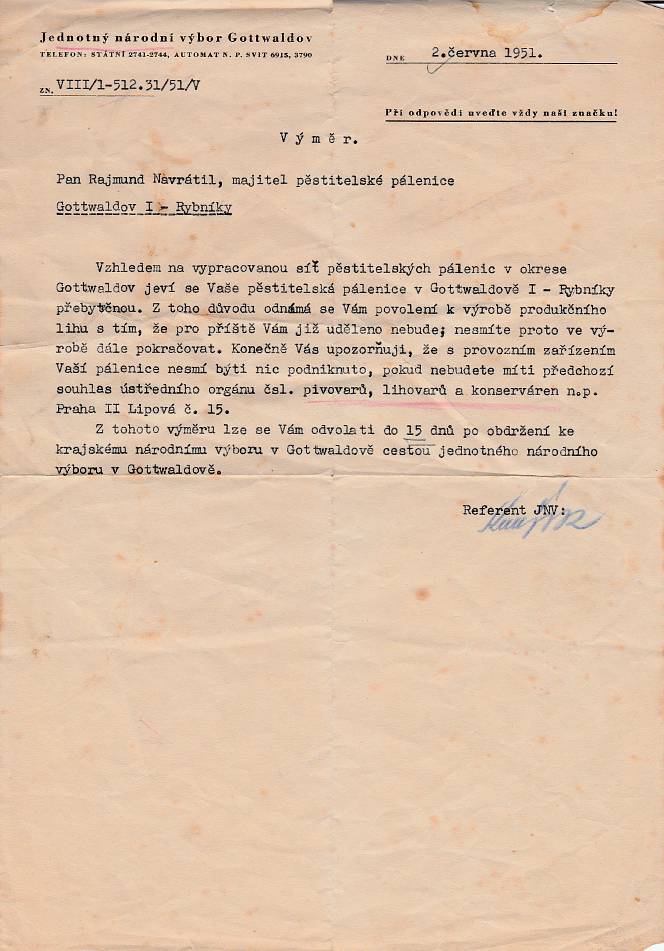 Jednotný národní výbor Gottwaldov
TELEFON: STÁTNÍ 2741-2744, AUTOMAT N. P. SVIT 6915, 3790
DNE 2.června 1951.
ZN. VIII/1-512.31/51/V
Při odpovědi uveďte vždy naši značku!
Výměr.
Pan Rajmund Navrátil, majitel pěstitelské pálenice
Gottwaldov I - Rybníky
Vzhledem na vypracovanou síť pěstitelských pálenic v okrese
Gottwaldov jeví se Vaše pěstitelská pálenice v Gottwaldově I - Rybníky
přebytěnou. Z toho důvodu odnámá se Vám povolení k výrobě produkčního
lihu s tím, že pro příště Vám již uděleno nebude; nesmíte proto ve vý-
robě dále pokračovat. Konečně Vás upozorňuji, že s provozním zařízením
Vaší pálenice nesmí býti nic podniknuto, pokud nebudete míti předchozí
souhlas ústředního orgánu čsl. pivovarů, lihovarů a konserváren n.p.
Praha II Lipová č. 15.
Z tohoto výměru lze se Vám odvolati do 15 dnů po obdržení ke
krajskému národnímu výboru v Gottwaldově cestou jednotného národního
výboru v Gottwaldově.
Referent JNV: